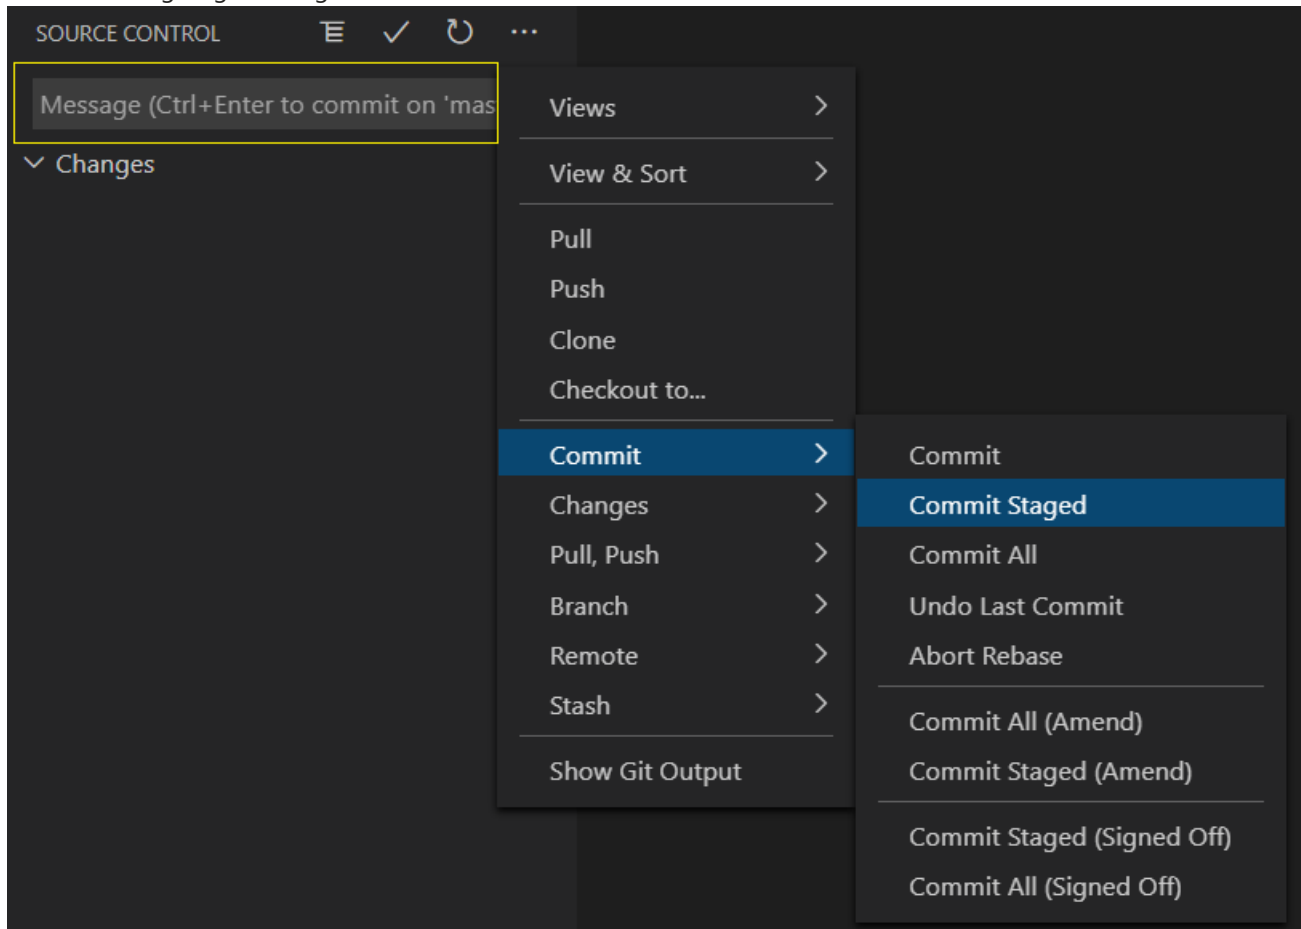 SOURCE CONTROL
Message (Ctrl+Enter to commit on 'mas
Changes
Views
View & Sort
Pull
Push
Clone
Checkout to...
Commit
Changes
Pull, Push
Branch
Remote
Stash
Show Git Output
Commit
Commit Staged
Commit All
Undo Last Commit
Abort Rebase
Commit All (Amend)
Commit Staged (Amend)
Commit Staged (Signed Off)
Commit All (Signed Off)